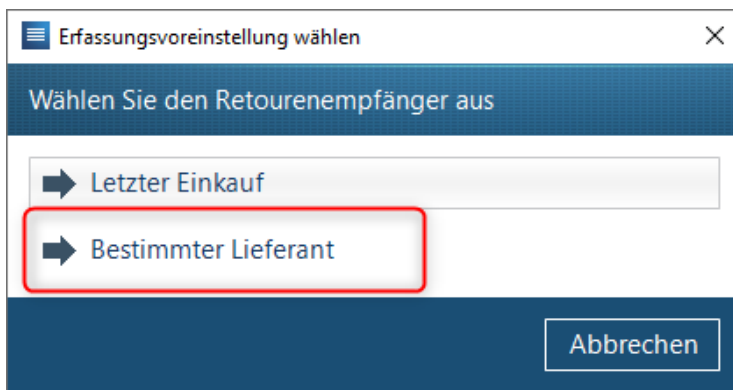 Erfassungsvoreinstellung wählen
Wählen Sie den Retourenempfänger aus
Letzter Einkauf
Bestimmter Lieferant
Abbrechen